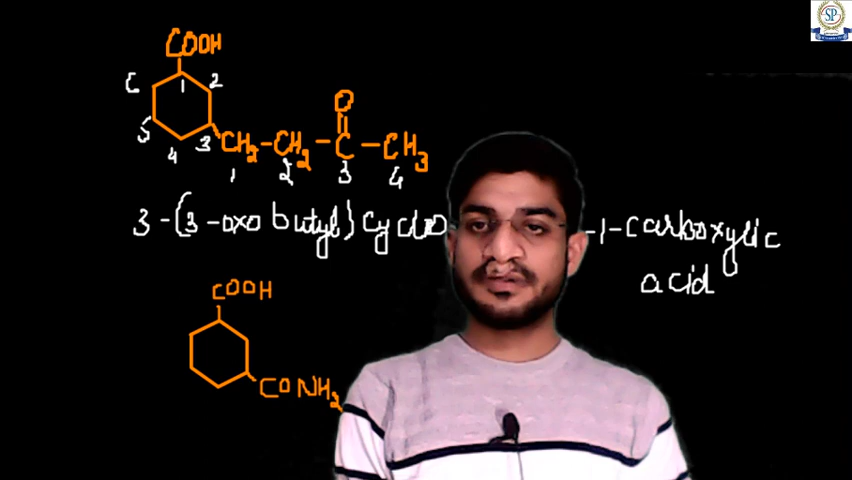 COOH
6 1 2
5 4 3
O
CH2-CH2-C-CH3
1 2 3 4
3-(3-oxo butyl) cyclo
-1-carboxylic
acid
COOH
CONH2
SP